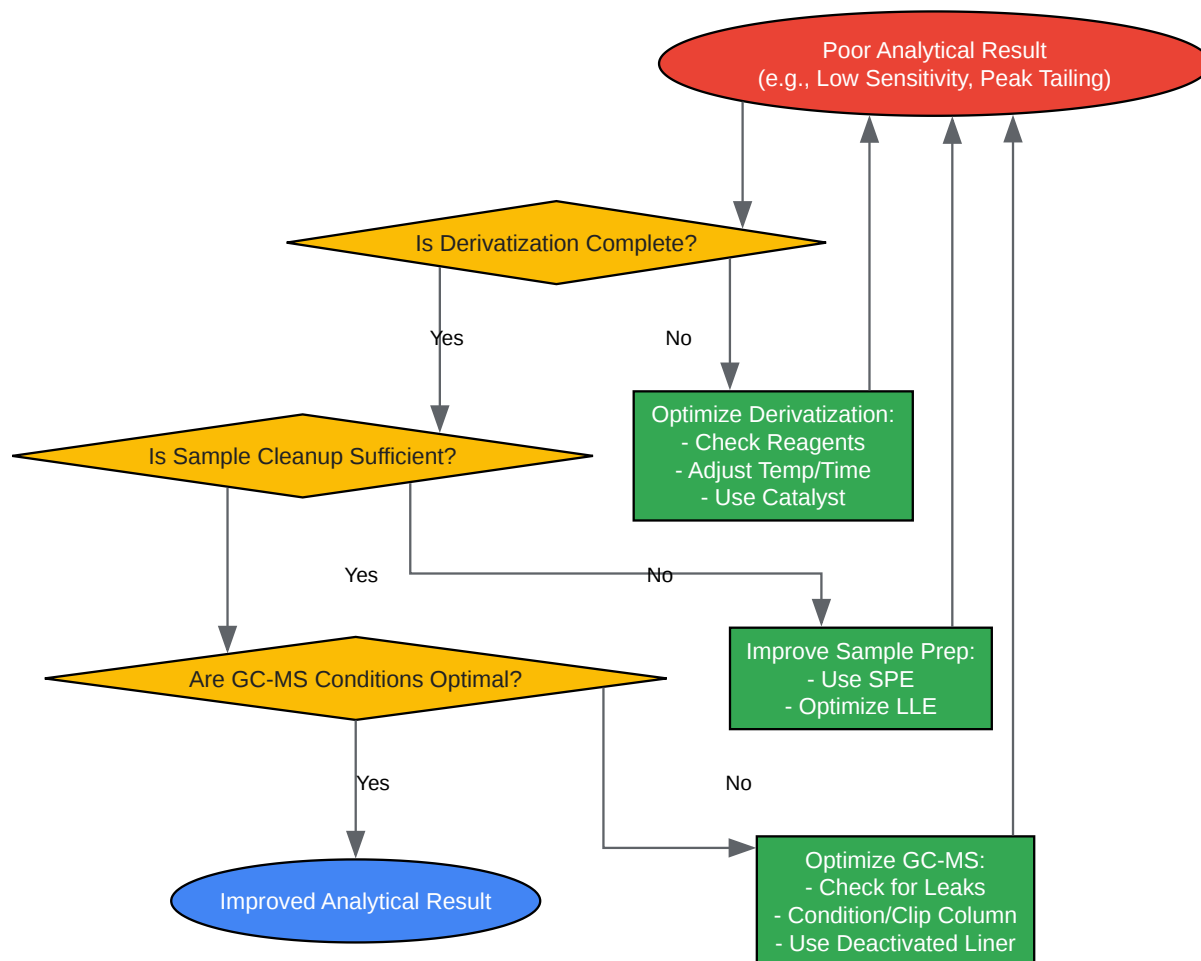 Poor Analytical Result
(e.g., Low Sensitivity, Peak Tailing)
Is Derivatization Complete?
Yes
No
Optimize Derivatization:
- Check Reagents
- Adjust Temp/Time
- Use Catalyst
Is Sample Cleanup Sufficient?
Yes
No
Improve Sample Prep:
- Use SPE
- Optimize LLE
Are GC-MS Conditions Optimal?
Yes
No
Optimize GC-MS:
- Check for Leaks
- Condition/Clip Column
- Use Deactivated Liner
Improved Analytical Result